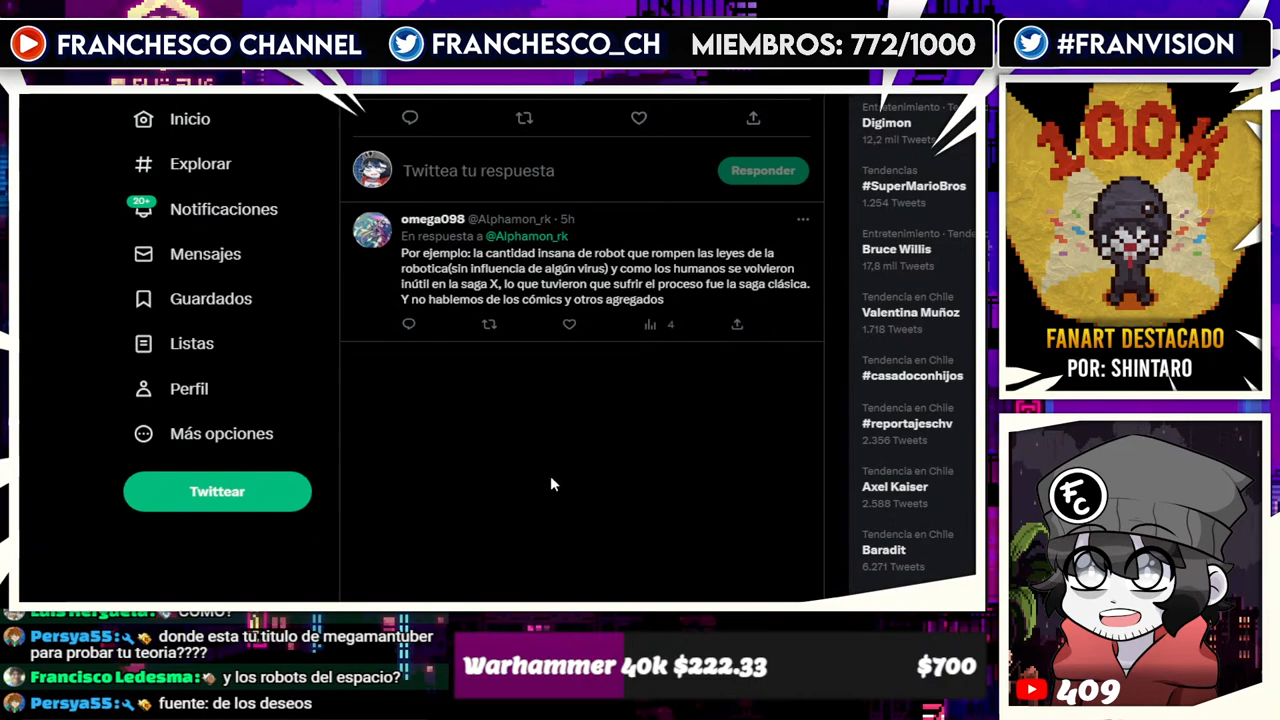 FRANCHESCO CHANNEL
FRANCHESCO_CH
MIEMBROS: 772/1000
#FRANVISION
Inicio
Explorar
20+
Notificaciones
Mensajes
Guardados
Listas
Perfil
Más opciones
Twittear
Twittea tu respuesta
Responder
omega098 @Alphamon_rk · 5h
En respuesta a @Alphamon_rk
Por ejemplo: la cantidad insana de robot que rompen las leyes de la
robotica(sin influencia de algún virus) y como los humanos se volvieron
inútil en la saga X, lo que tuvieron que sufrir el proceso fue la saga clásica.
Y no hablemos de los cómics y otros agregados
4
Entretenimiento · Te
Digimon
12,2 mil Tweets
Tendencias
#SuperMarioBros
1.254 Tweets
Entretenimiento · Tende
Bruce Willis
17,8 mil Tweets
Tendencia en Chile
Valentina Muñoz
1.718 Tweets
Tendencia en Chile
#casadoconhijos
Tendencia en Chile
#reportajeschv
2.356 Tweets
Tendencia en Chile
Axel Kaiser
2.588 Tweets
Tendencia en Chile
Baradit
6.271 Tweets
100K
FANART DESTACADO
POR: SHINTARO
FC
409
Persya55: donde esta tu titulo de megamantuber
para probar tu teoria????
Francisco Ledesma: y los robots del espacio?
Persya55: fuente: de los deseos
Warhammer 40k $222.33
$700